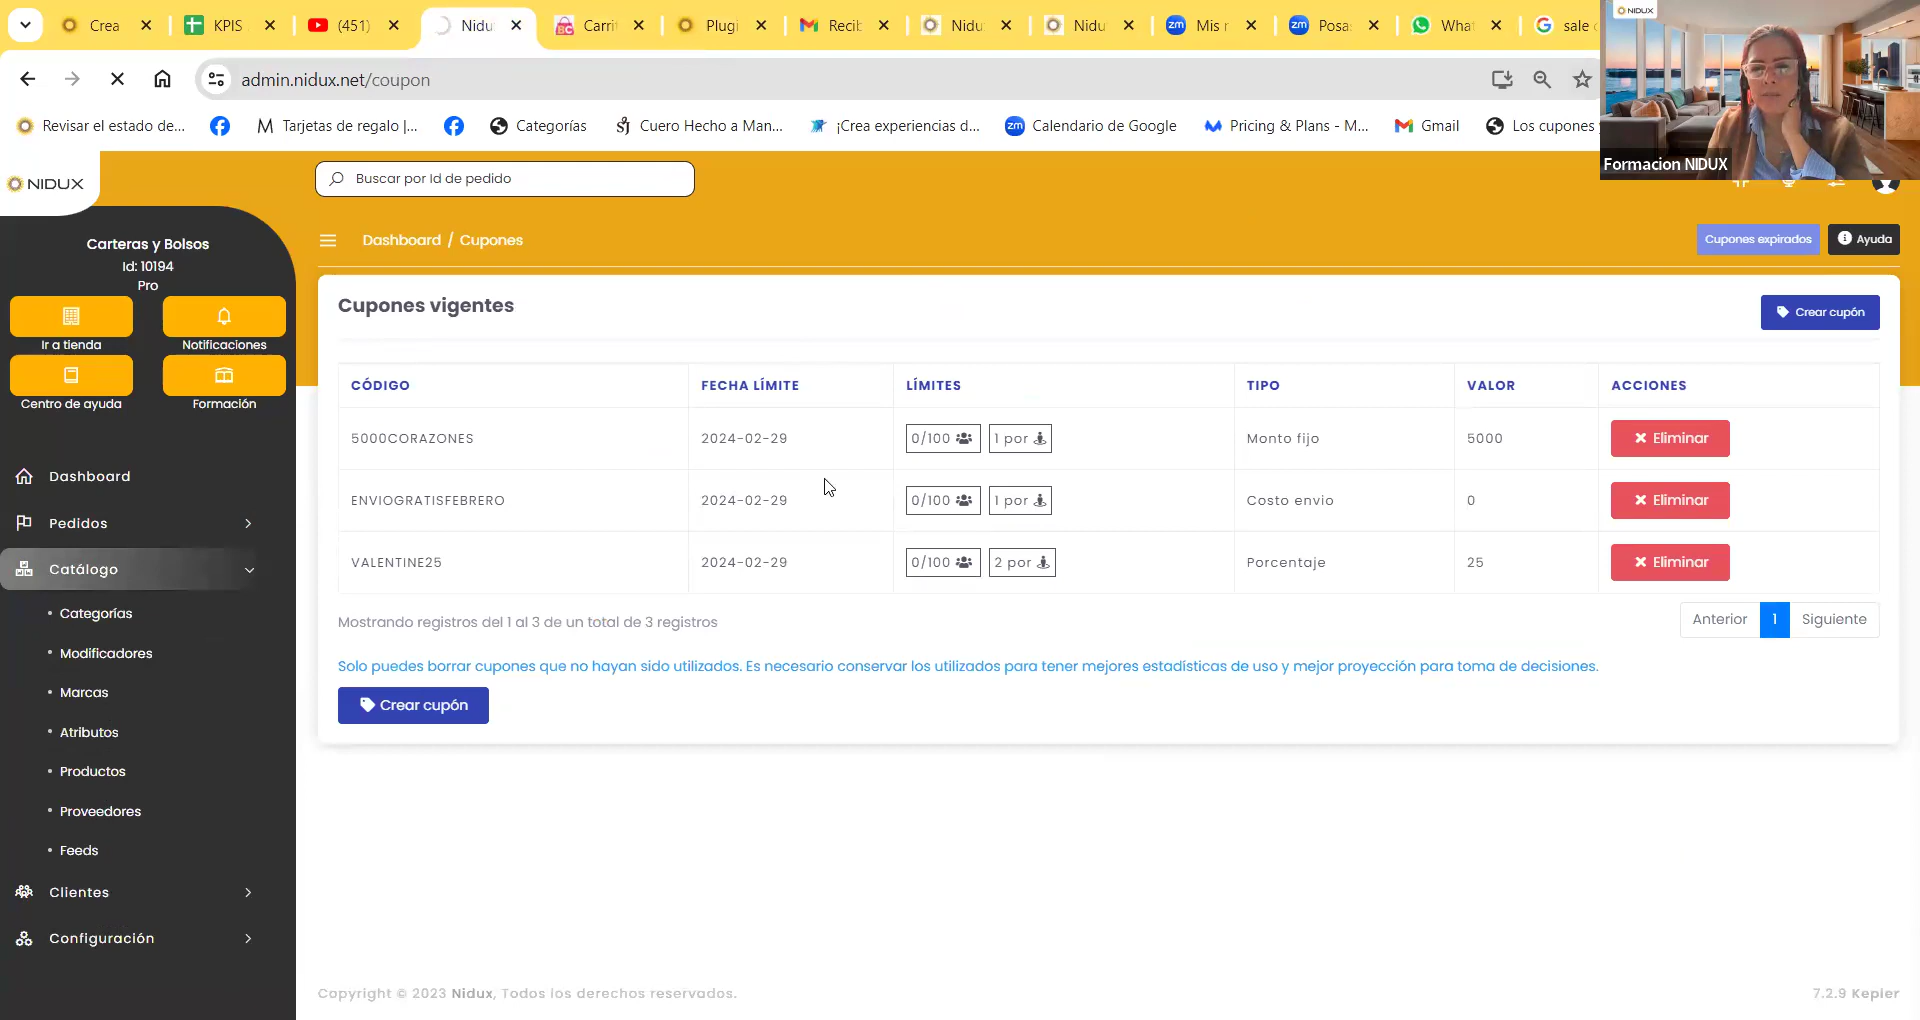 Crea
KPIS
(451)
Nidu
Carri
Plugi
Recib
Nidu
Nidu
Mis r
Posa
What
sale
admin.nidux.net/coupon
Revisar el estado de...
Tarjetas de regalo |...
Categorías
Cuero Hecho a Man...
¡Crea experiencias d...
Calendario de Google
Pricing & Plans - M...
Gmail
Los cupones
NIDUX
Formacion NIDUX
NIDUX
Buscar por Id de pedido
Carteras y Bolsos
Id: 10194
Pro
Ir a tienda
Notificaciones
Centro de ayuda
Formación
Dashboard
Pedidos
Catálogo
• Categorías
• Modificadores
• Marcas
• Atributos
• Productos
• Proveedores
• Feeds
Clientes
Configuración
Dashboard / Cupones
Cupones expirados
Ayuda
Cupones vigentes
Crear cupón
CÓDIGO FECHA LÍMITE LÍMITES TIPO VALOR ACCIONES
5000CORAZONES 2024-02-29 0/100 1 por Monto fijo 5000 Eliminar
ENVIOGRATISFEBRERO 2024-02-29 0/100 1 por Costo envio 0 Eliminar
VALENTINE25 2024-02-29 0/100 2 por Porcentaje 25 Eliminar
Mostrando registros del 1 al 3 de un total de 3 registros
Anterior 1 Siguiente
Solo puedes borrar cupones que no hayan sido utilizados. Es necesario conservar los utilizados para tener mejores estadísticas de uso y mejor proyección para toma de decisiones.
Crear cupón
Copyright © 2023 Nidux, Todos los derechos reservados.
7.2.9 Kepler